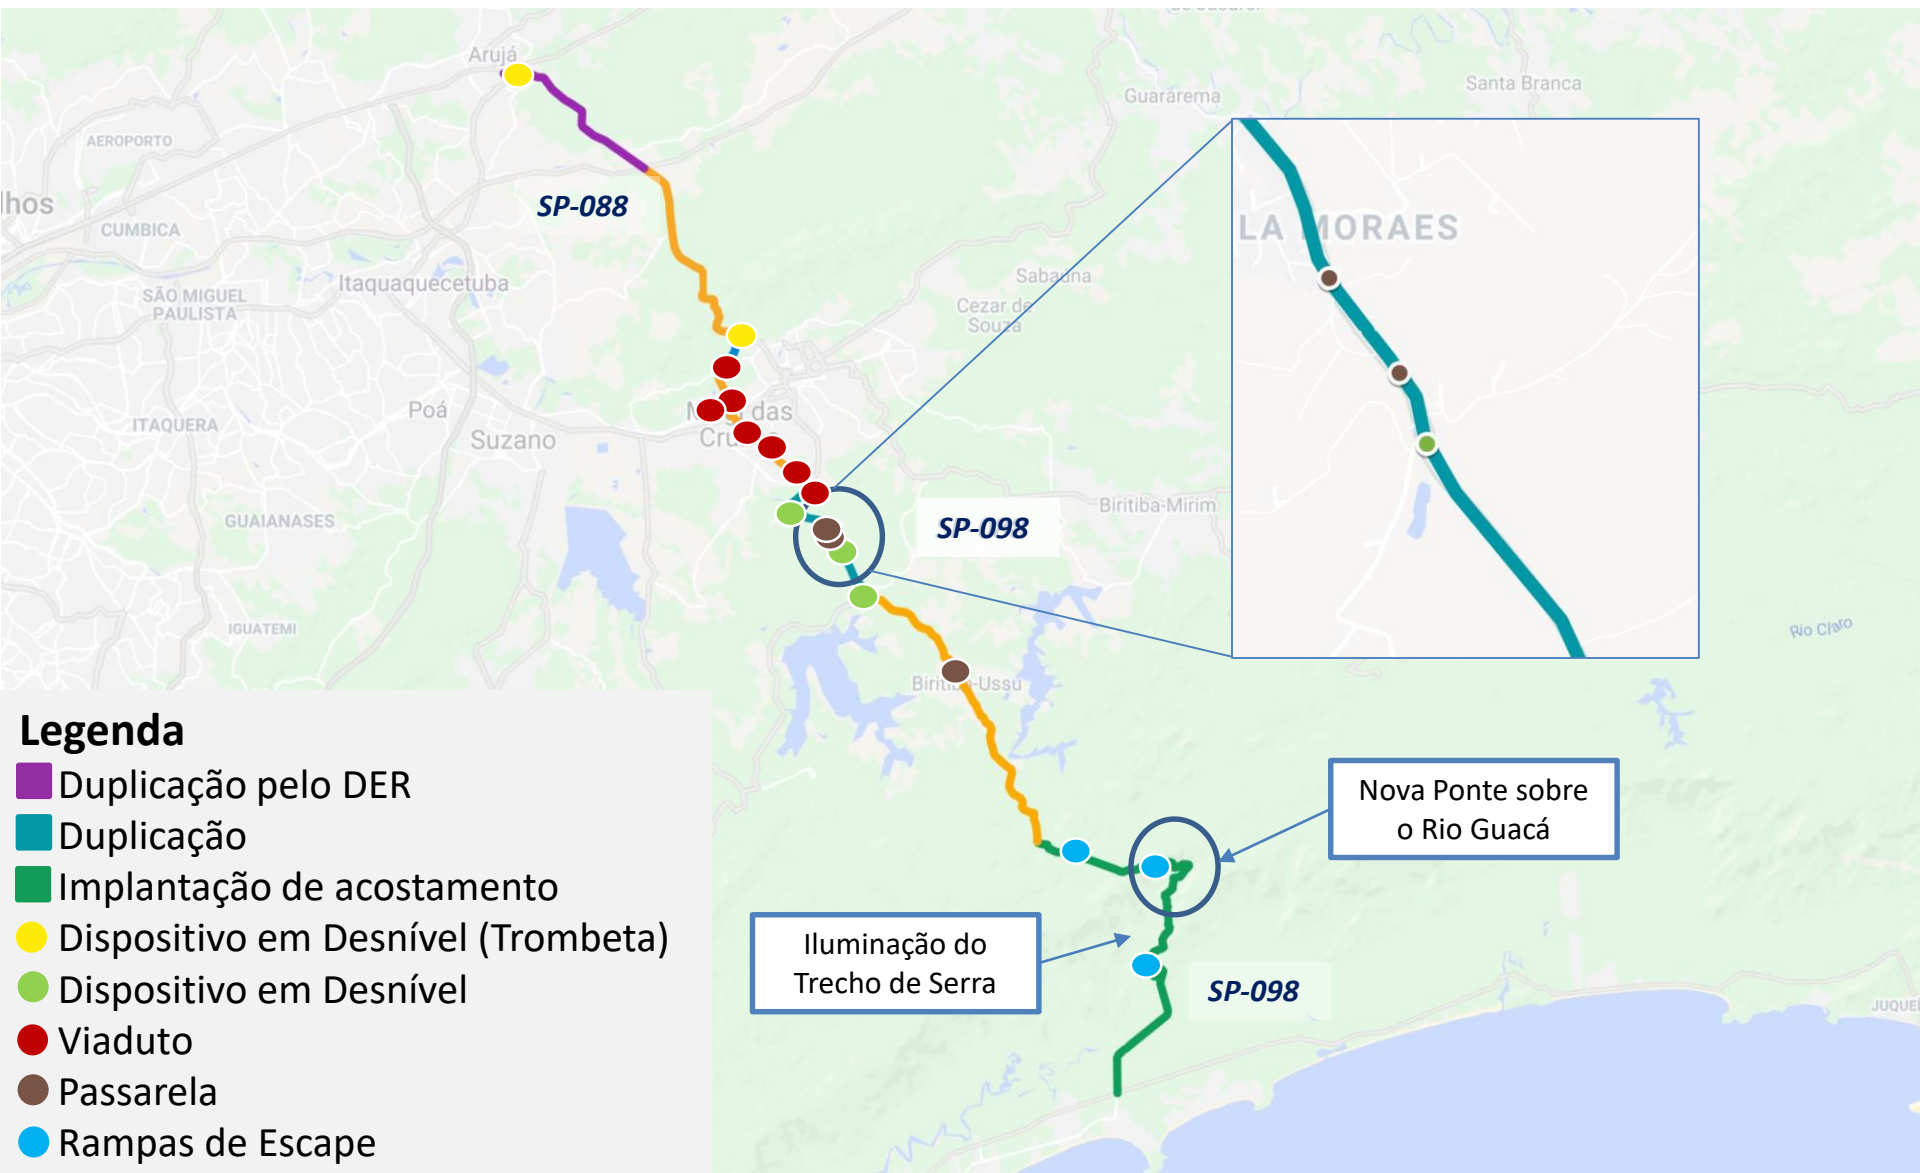 Arujá
Guararema
Santa Branca
AEROPORTO
lhos
SP-088
CUMBICA
LA MORAES
Itaquaquecetuba
Sabaúna
SÃO MIGUEL
PAULISTA
Cezar de
Souza
Poá
das
ITAQUERA
Suzano
Biritiba-Mirim
GUAIANASES
SP-098
IGUATEMI
Rio Claro
Biritiba-Ussu
Legenda
Duplicação pelo DER
Duplicação
Implantação de acostamento
Dispositivo em Desnível (Trombeta)
Dispositivo em Desnível
Viaduto
Passarela
Rampas de Escape
Nova Ponte sobre
o Rio Guacá
Iluminação do
Trecho de Serra
SP-098
JUQUEÍ